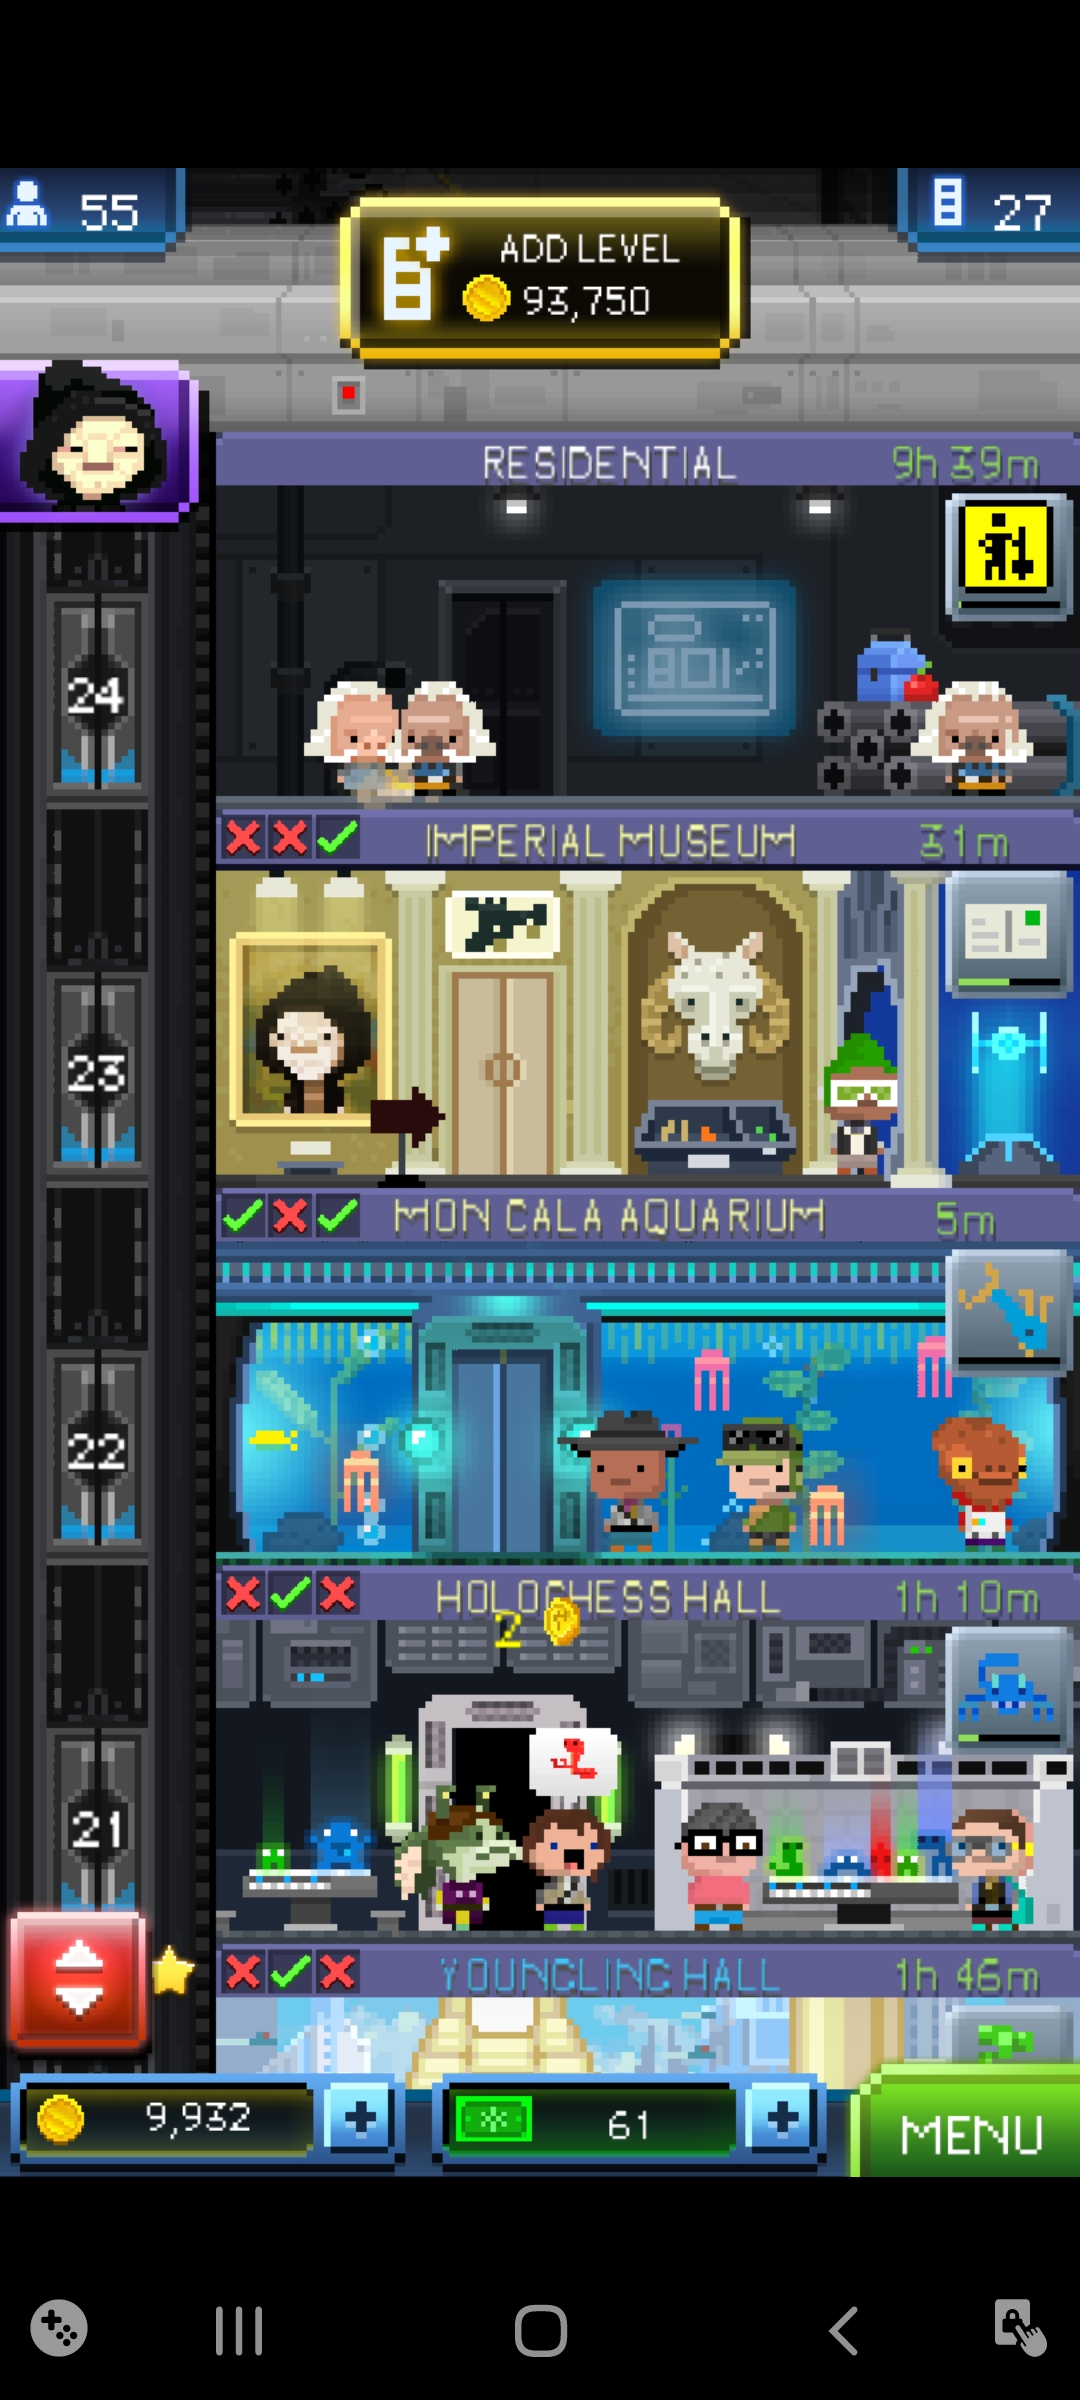 55
ADD LEVEL
93,750
27
RESIDENTIAL
9h 39m
24
IMPERIAL MUSEUM
31m
23
MON CALA AQUARIUM
5m
22
HOLOCHESS HALL
1h 10m
2
21
YOUNGLING HALL
1h 46m
9,932
61
MENU